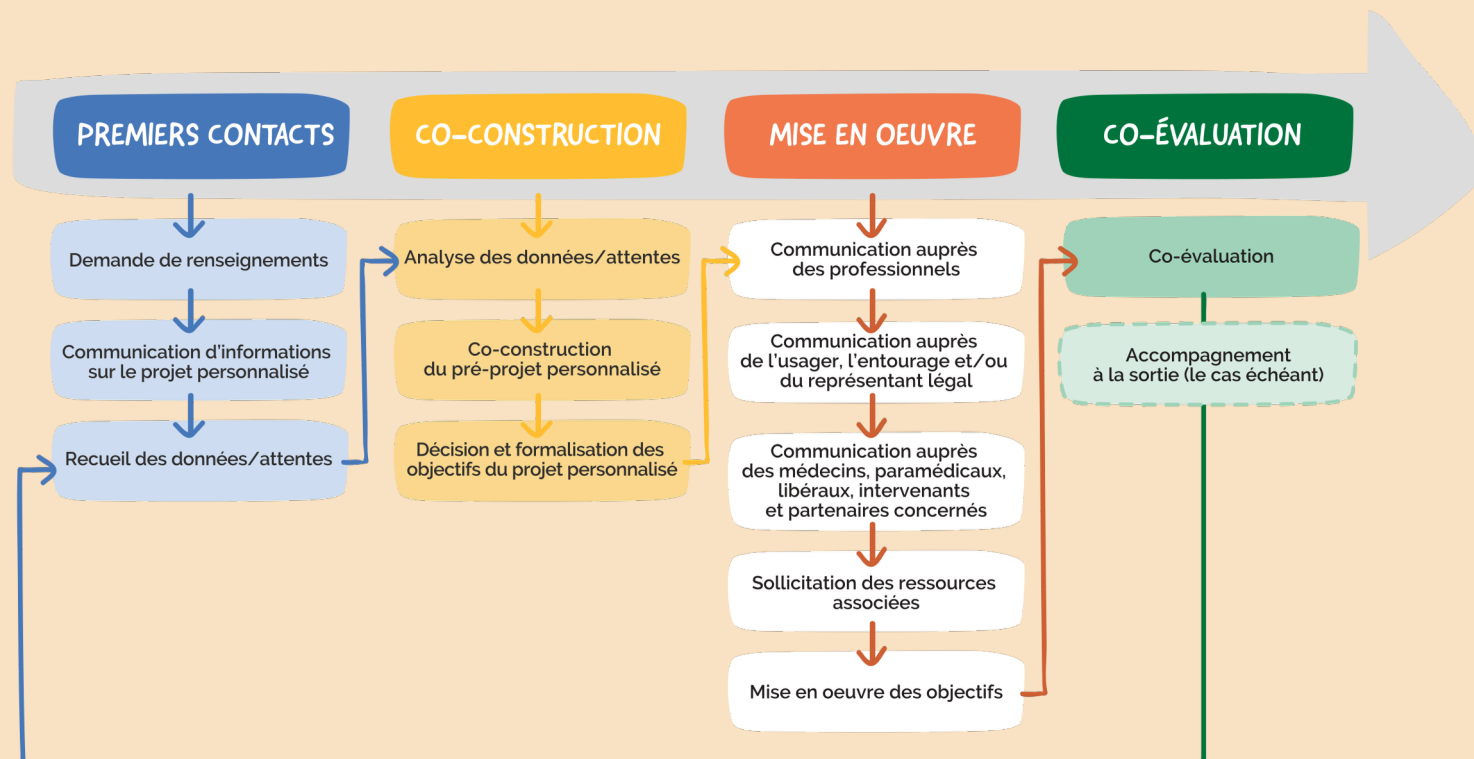 PREMIERS CONTACTS
Demande de renseignements
Communication d'informations
sur le projet personnalisé
Recueil des données/attentes
CO-CONSTRUCTION
Analyse des données/attentes
Co-construction
du pré-projet personnalisé
Décision et formalisation des
objectifs du projet personnalisé
MISE EN OEUVRE
Communication auprès
des professionnels
Communication auprès
de l'usager, l'entourage et/ou
du représentant légal
Communication auprès
des médecins, paramédicaux,
libéraux, intervenants
et partenaires concernés
Sollicitation des ressources
associées
Mise en oeuvre des objectifs
CO-ÉVALUATION
Co-évaluation
Accompagnement
à la sortie (le cas échéant)